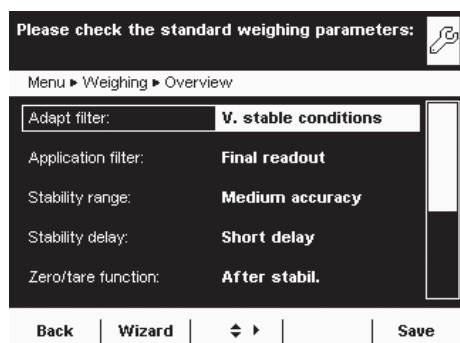 Please check the standard weighing parameters:
Menu ▸ Weighing ▸ Overview
Adapt filter: V. stable conditions
Application filter: Final readout
Stability range: Medium accuracy
Stability delay: Short delay
Zero/tare function: After stabil.
Back Wizard Save